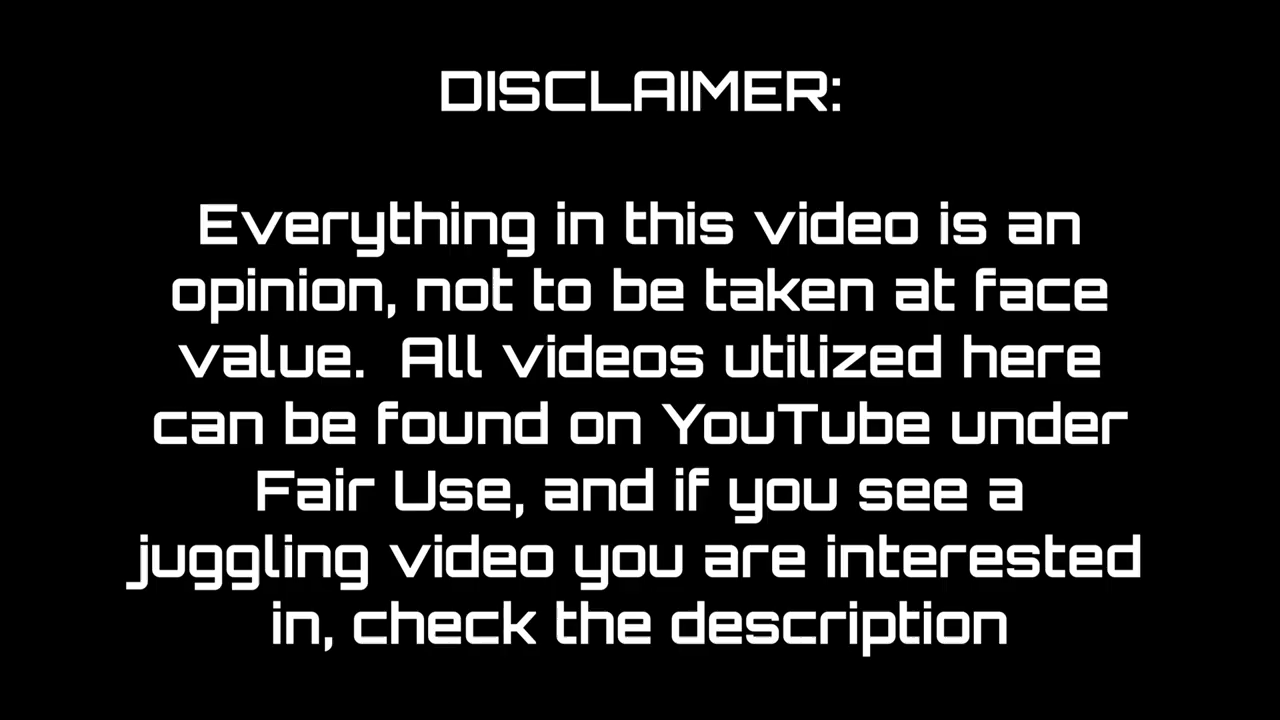 DISCLAIMER:
Everything in this video is an
opinion, not to be taken at face
value.  All videos utilized here
can be found on YouTube under
Fair Use, and if you see a
juggling video you are interested
in, check the description